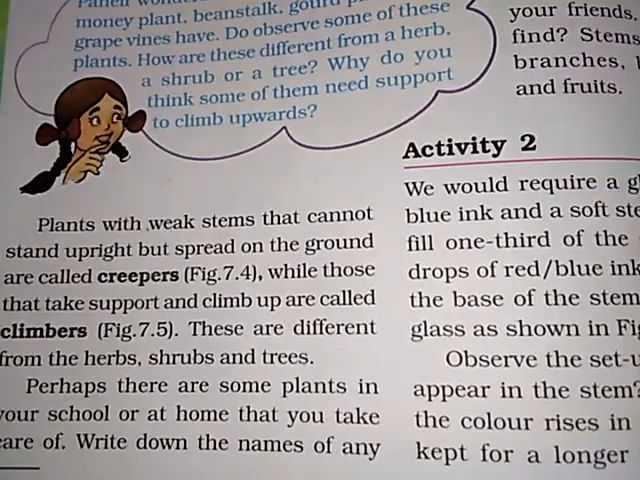 money plant, beanstalk, gourd
grape vines have. Do observe some of these
plants. How are these different from a herb,
a shrub or a tree? Why do you
think some of them need support
to climb upwards?
Plants with weak stems that cannot
stand upright but spread on the ground
are called creepers (Fig.7.4), while those
that take support and climb up are called
climbers (Fig.7.5). These are different
from the herbs, shrubs and trees.
Perhaps there are some plants in
your school or at home that you take
care of. Write down the names of any
your friends.
find? Stems
branches,
and fruits.
Activity 2
We would require a
blue ink and a soft
fill one-third of the
drops of red/blue ink
the base of the stem
glass as shown in
Observe the
appear in the stem?
the colour rises in
kept for a longer